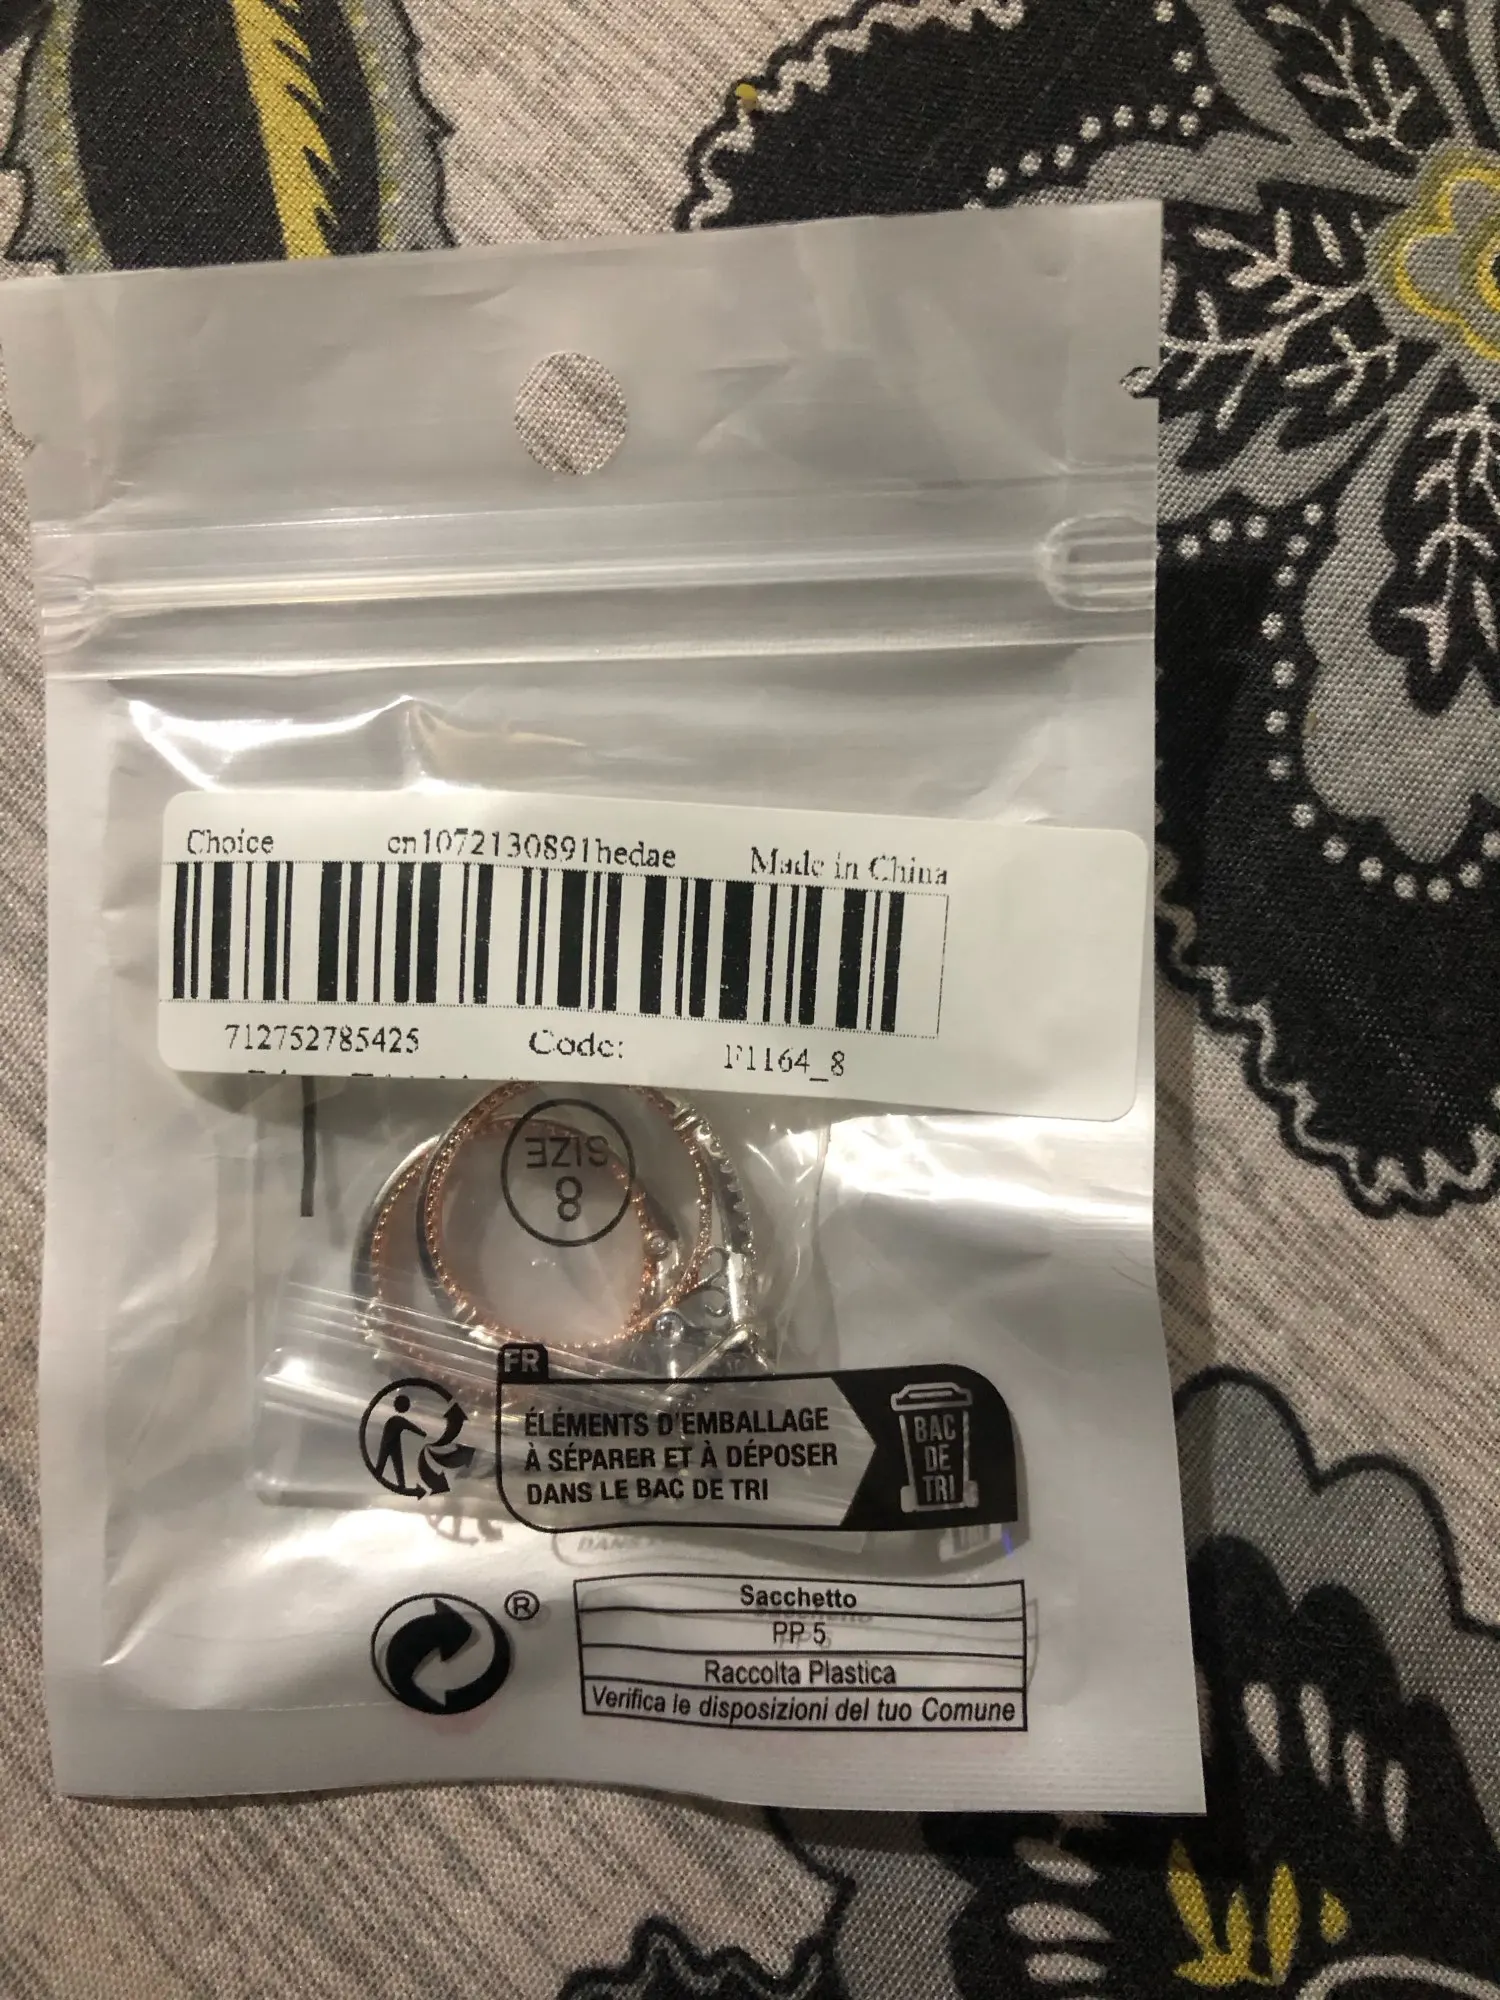 Choice cn1072130891hedae Made in China
712752785425 Code: F1164_8
SIZE
8
FR
ÉLÉMENTS D'EMBALLAGE
À SÉPARER ET À DÉPOSER
DANS LE BAC DE TRI
BAC
DE
TRI
®
Sacchetto
PP 5
Raccolta Plastica
Verifica le disposizioni del tuo Comune